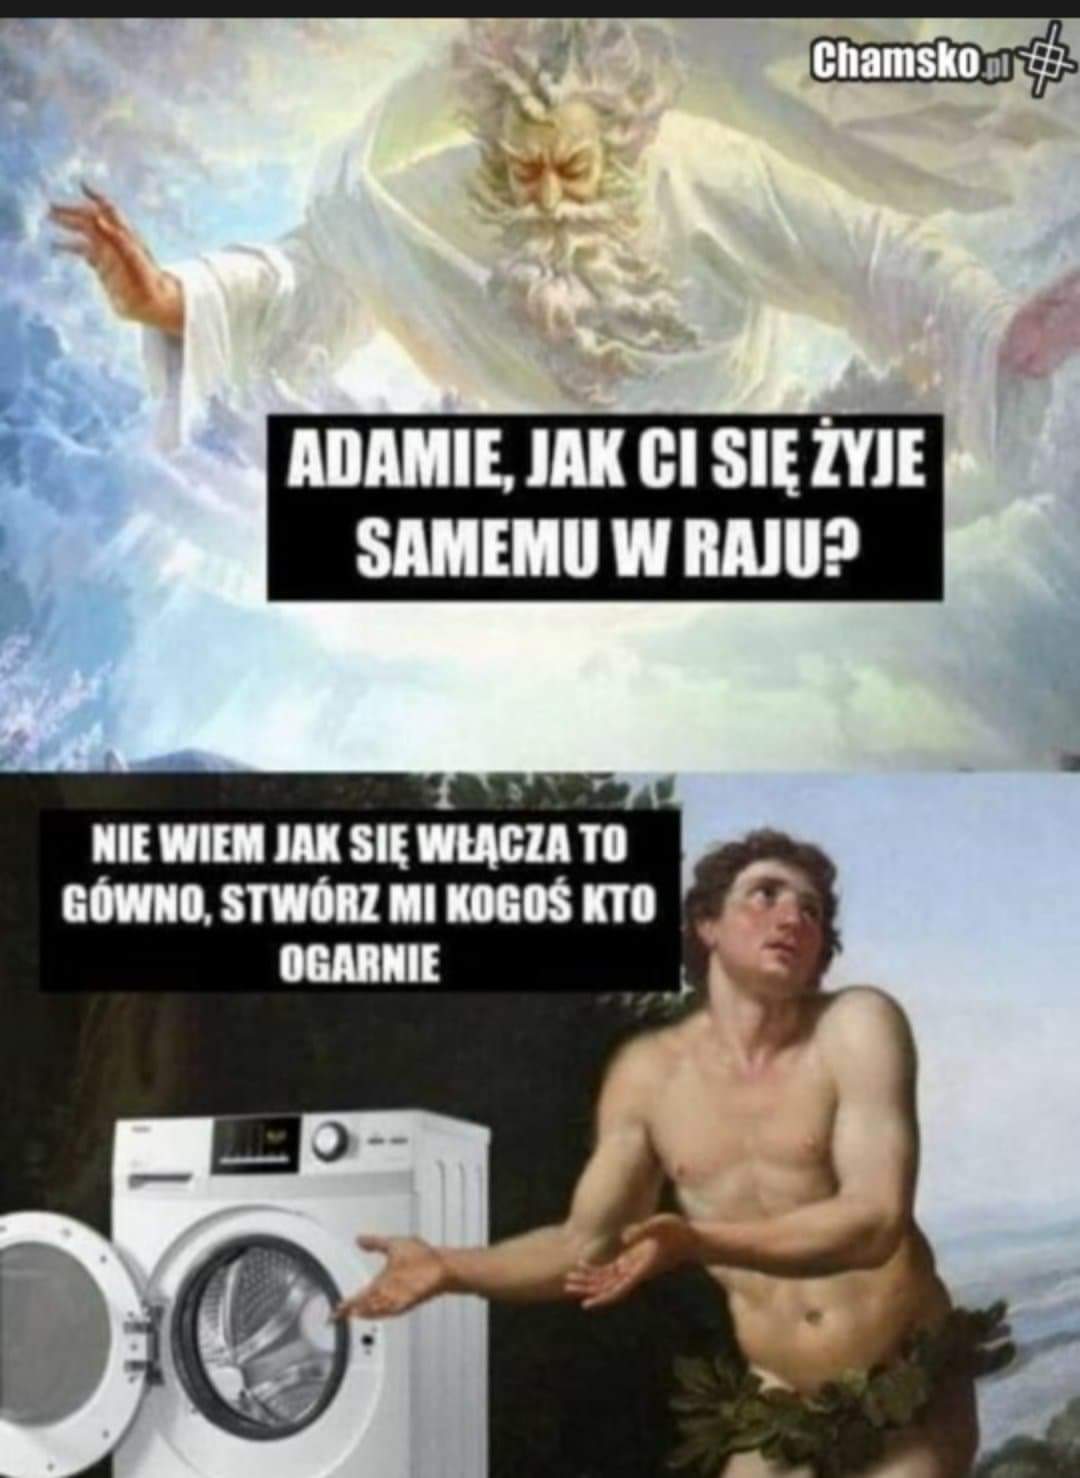 Chamsko.pl
ADAMIE, JAK CI SIĘ ŻYJE
SAMEMU W RAJU?
NIE WIEM JAK SIĘ WŁĄCZA TO
GÓWNO, STWÓRZ MI KOGOŚ KTO
OGARNIE